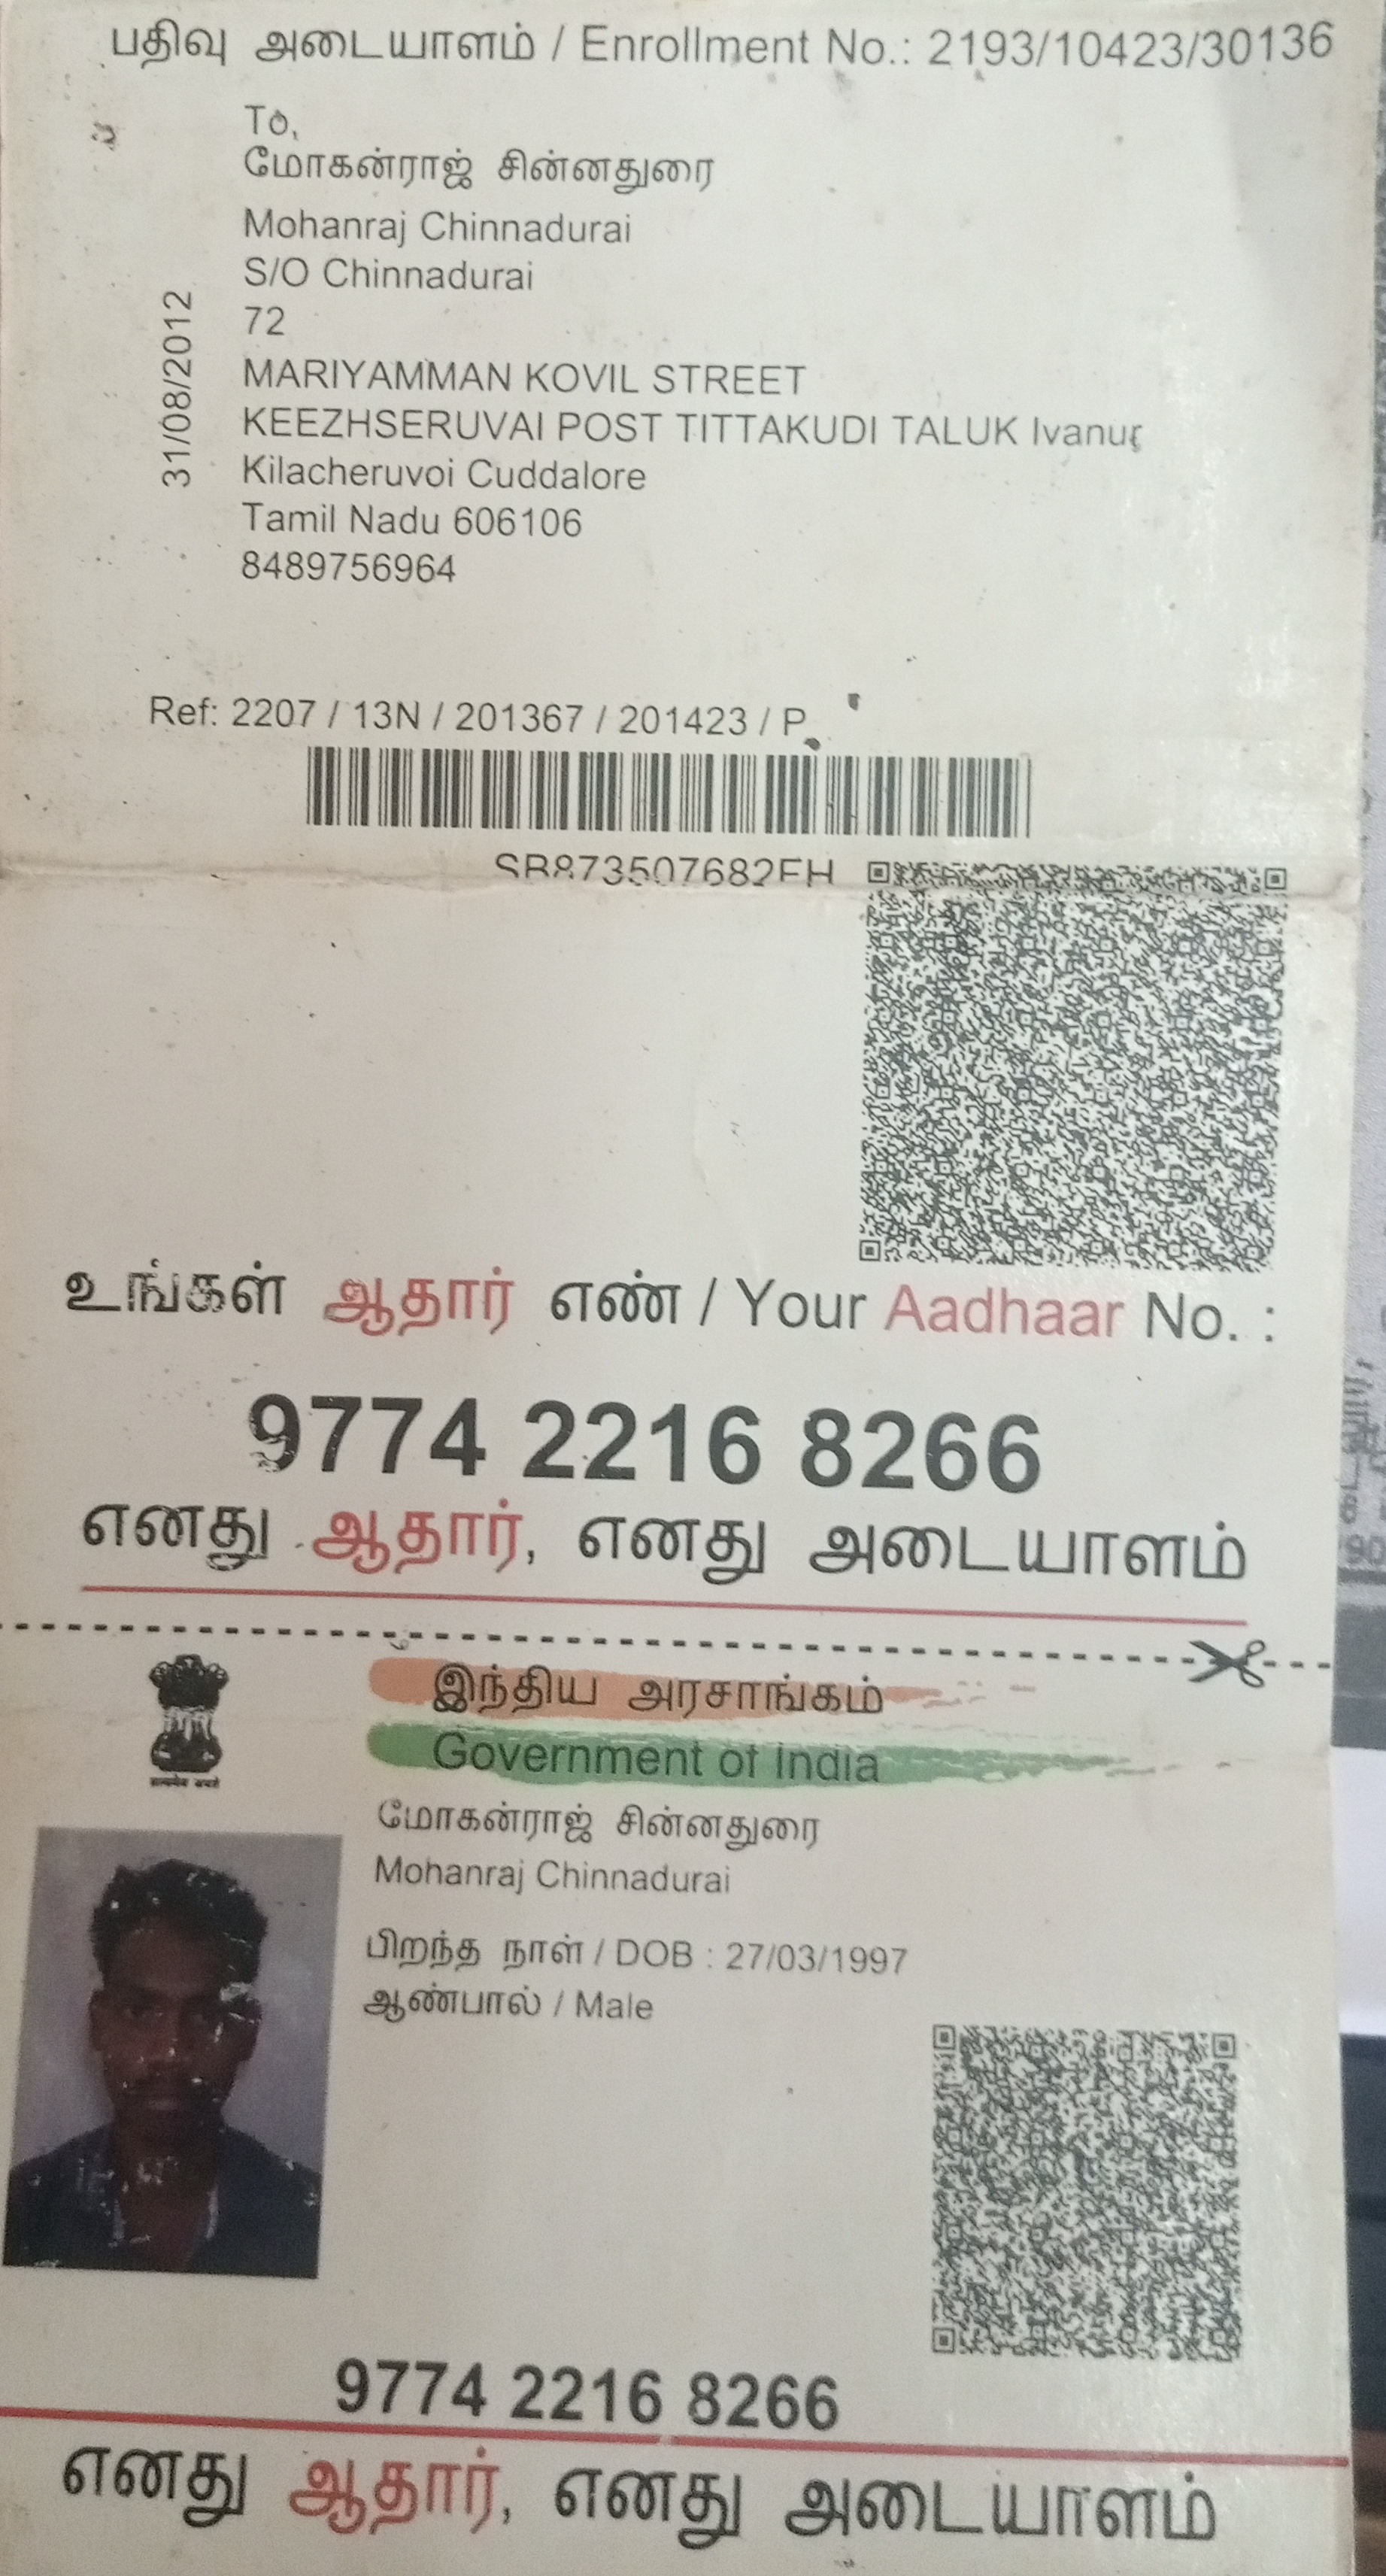 பதிவு அடையாளம் / Enrollment No.: 2193/10423/30136
To,
மோகன்ராஜ் சின்னதுரை
Mohanraj Chinnadurai
S/O Chinnadurai
72
MARIYAMMAN KOVIL STREET
KEEZHSERUVAI POST TITTAKUDI TALUK Ivanur
Kilacheruvoi Cuddalore
Tamil Nadu 606106
8489756964
31/08/2012
Ref: 2207 / 13N / 201367 / 201423 / P
SB873507682FH
உங்கள் ஆதார் எண் / Your Aadhaar No. :
9774 2216 8266
எனது ஆதார், எனது அடையாளம்
இந்திய அரசாங்கம்
Government of India
மோகன்ராஜ் சின்னதுரை
Mohanraj Chinnadurai
பிறந்த நாள் / DOB : 27/03/1997
ஆண்பால் / Male
9774 2216 8266
எனது ஆதார், எனது அடையாளம்